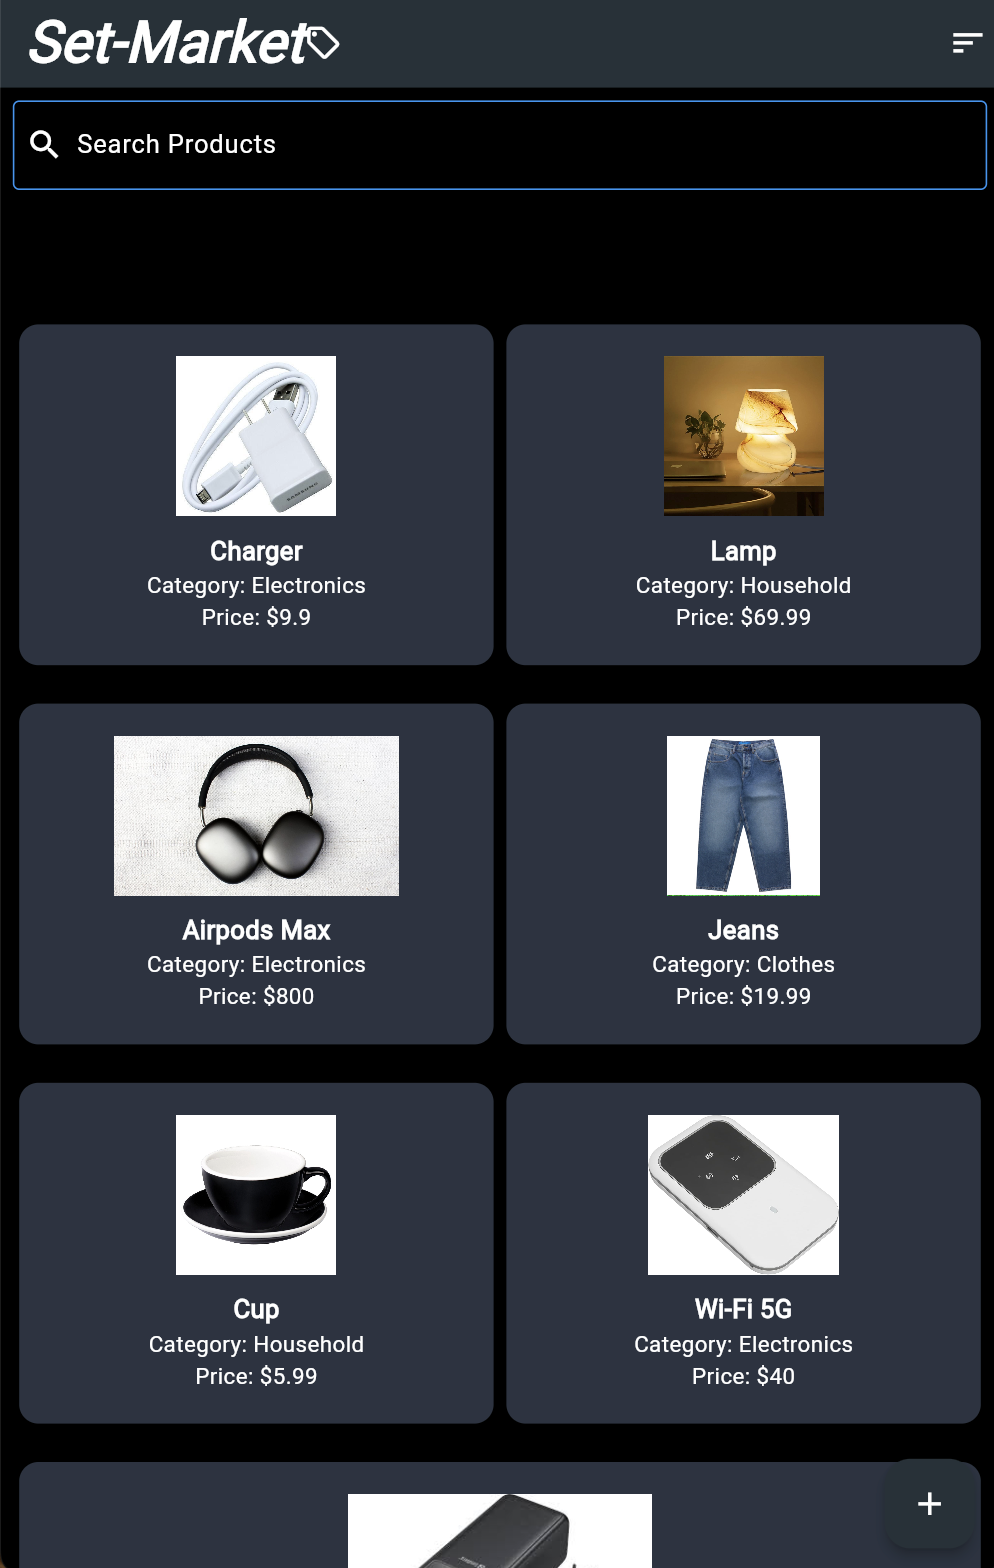 Set-Market
Search Products
Charger
Category: Electronics
Price: $9.9
Lamp
Category: Household
Price: $69.99
Airpods Max
Category: Electronics
Price: $800
Jeans
Category: Clothes
Price: $19.99
Cup
Category: Household
Price: $5.99
Wi-Fi 5G
Category: Electronics
Price: $40